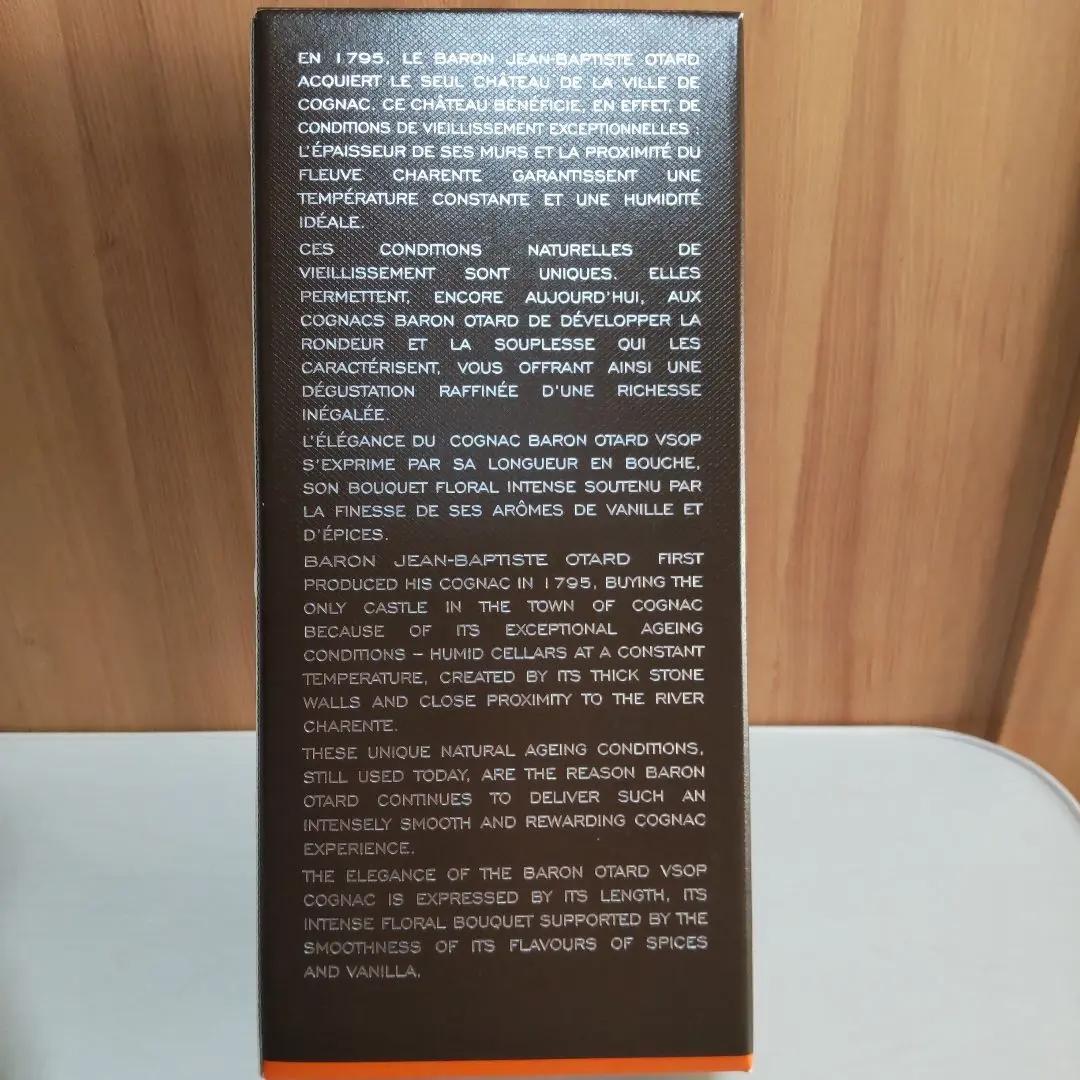 EN 1795, LE BARON JEAN-BAPTISTE OTARD
ACQUIERT LE SEUL CHÂTEAU DE LA VILLE DE
COGNAC. CE CHÂTEAU BÉNÉFICIE, EN EFFET, DE
CONDITIONS DE VIEILLISSEMENT EXCEPTIONNELLES :
L'ÉPAISSEUR DE SES MURS ET LA PROXIMITÉ DU
FLEUVE CHARENTE GARANTISSENT UNE
TEMPÉRATURE CONSTANTE ET UNE HUMIDITÉ
IDÉALE.
CES CONDITIONS NATURELLES DE
VIEILLISSEMENT SONT UNIQUES. ELLES
PERMETTENT, ENCORE AUJOURD'HUI, AUX
COGNACS BARON OTARD DE DÉVELOPPER LA
RONDEUR ET LA SOUPLESSE QUI LES
CARACTÉRISENT, VOUS OFFRANT AINSI UNE
DÉGUSTATION RAFFINÉE D'UNE RICHESSE
INÉGALÉE.
L'ÉLÉGANCE DU COGNAC BARON OTARD VSOP
S'EXPRIME PAR SA LONGUEUR EN BOUCHE,
SON BOUQUET FLORAL INTENSE SOUTENU PAR
LA FINESSE DE SES ARÔMES DE VANILLE ET
D'ÉPICES.
BARON JEAN-BAPTISTE OTARD FIRST
PRODUCED HIS COGNAC IN 1795, BUYING THE
ONLY CASTLE IN THE TOWN OF COGNAC
BECAUSE OF ITS EXCEPTIONAL AGEING
CONDITIONS – HUMID CELLARS AT A CONSTANT
TEMPERATURE, CREATED BY ITS THICK STONE
WALLS AND CLOSE PROXIMITY TO THE RIVER
CHARENTE.
THESE UNIQUE NATURAL AGEING CONDITIONS,
STILL USED TODAY, ARE THE REASON BARON
OTARD CONTINUES TO DELIVER SUCH AN
INTENSELY SMOOTH AND REWARDING COGNAC
EXPERIENCE.
THE ELEGANCE OF THE BARON OTARD VSOP
COGNAC IS EXPRESSED BY ITS LENGTH, ITS
INTENSE FLORAL BOUQUET SUPPORTED BY THE
SMOOTHNESS OF ITS FLAVOURS OF SPICES
AND VANILLA.